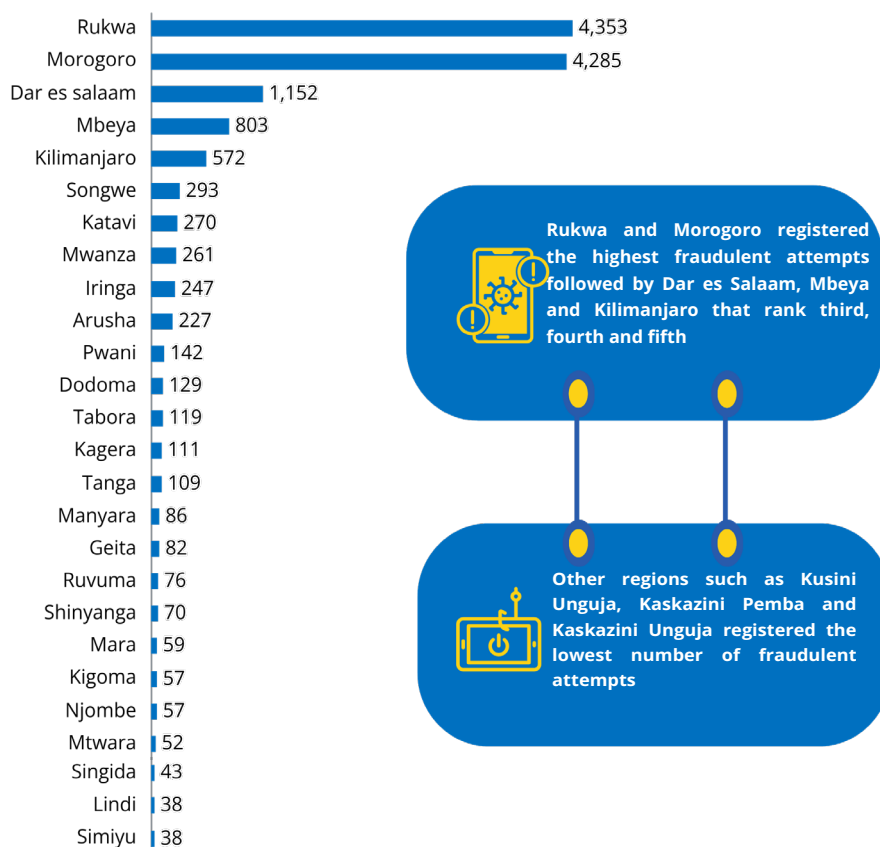 Rukwa 4,353
Morogoro 4,285
Dar es salaam 1,152
Mbeya 803
Kilimanjaro 572
Songwe 293
Katavi 270
Mwanza 261
Iringa 247
Arusha 227
Pwani 142
Dodoma 129
Tabora 119
Kagera 111
Tanga 109
Manyara 86
Geita 82
Ruvuma 76
Shinyanga 70
Mara 59
Kigoma 57
Njombe 57
Mtwara 52
Singida 43
Lindi 38
Simiyu 38
Rukwa and Morogoro registered
the highest fraudulent attempts
followed by Dar es Salaam, Mbeya
and Kilimanjaro that rank third,
fourth and fifth
Other regions such as Kusini
Unguja, Kaskazini Pemba and
Kaskazini Unguja registered the
lowest number of fraudulent
attempts